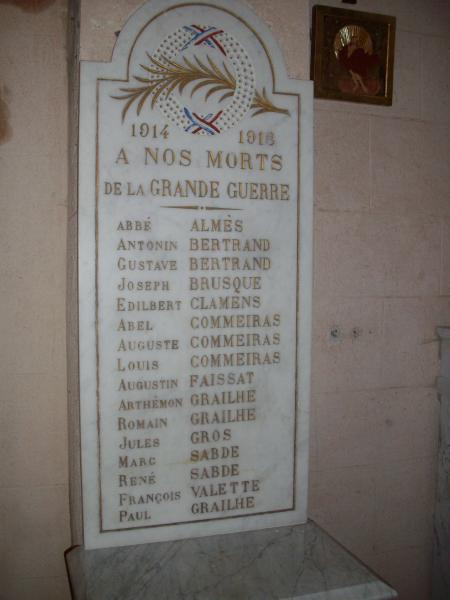 1914 1918
A NOS MORTS
DE LA GRANDE GUERRE
ABBÉ ALMÈS
ANTONIN BERTRAND
GUSTAVE BERTRAND
JOSEPH BRUSQUE
EDILBERT CLAMENS
ABEL COMMEIRAS
AUGUSTE COMMEIRAS
LOUIS COMMEIRAS
AUGUSTIN FAISSAT
ARTHÉMON GRAILHE
ROMAIN GRAILHE
JULES GROS
MARC SABDE
RENÉ SABDE
FRANÇOIS VALETTE
PAUL GRAILHE